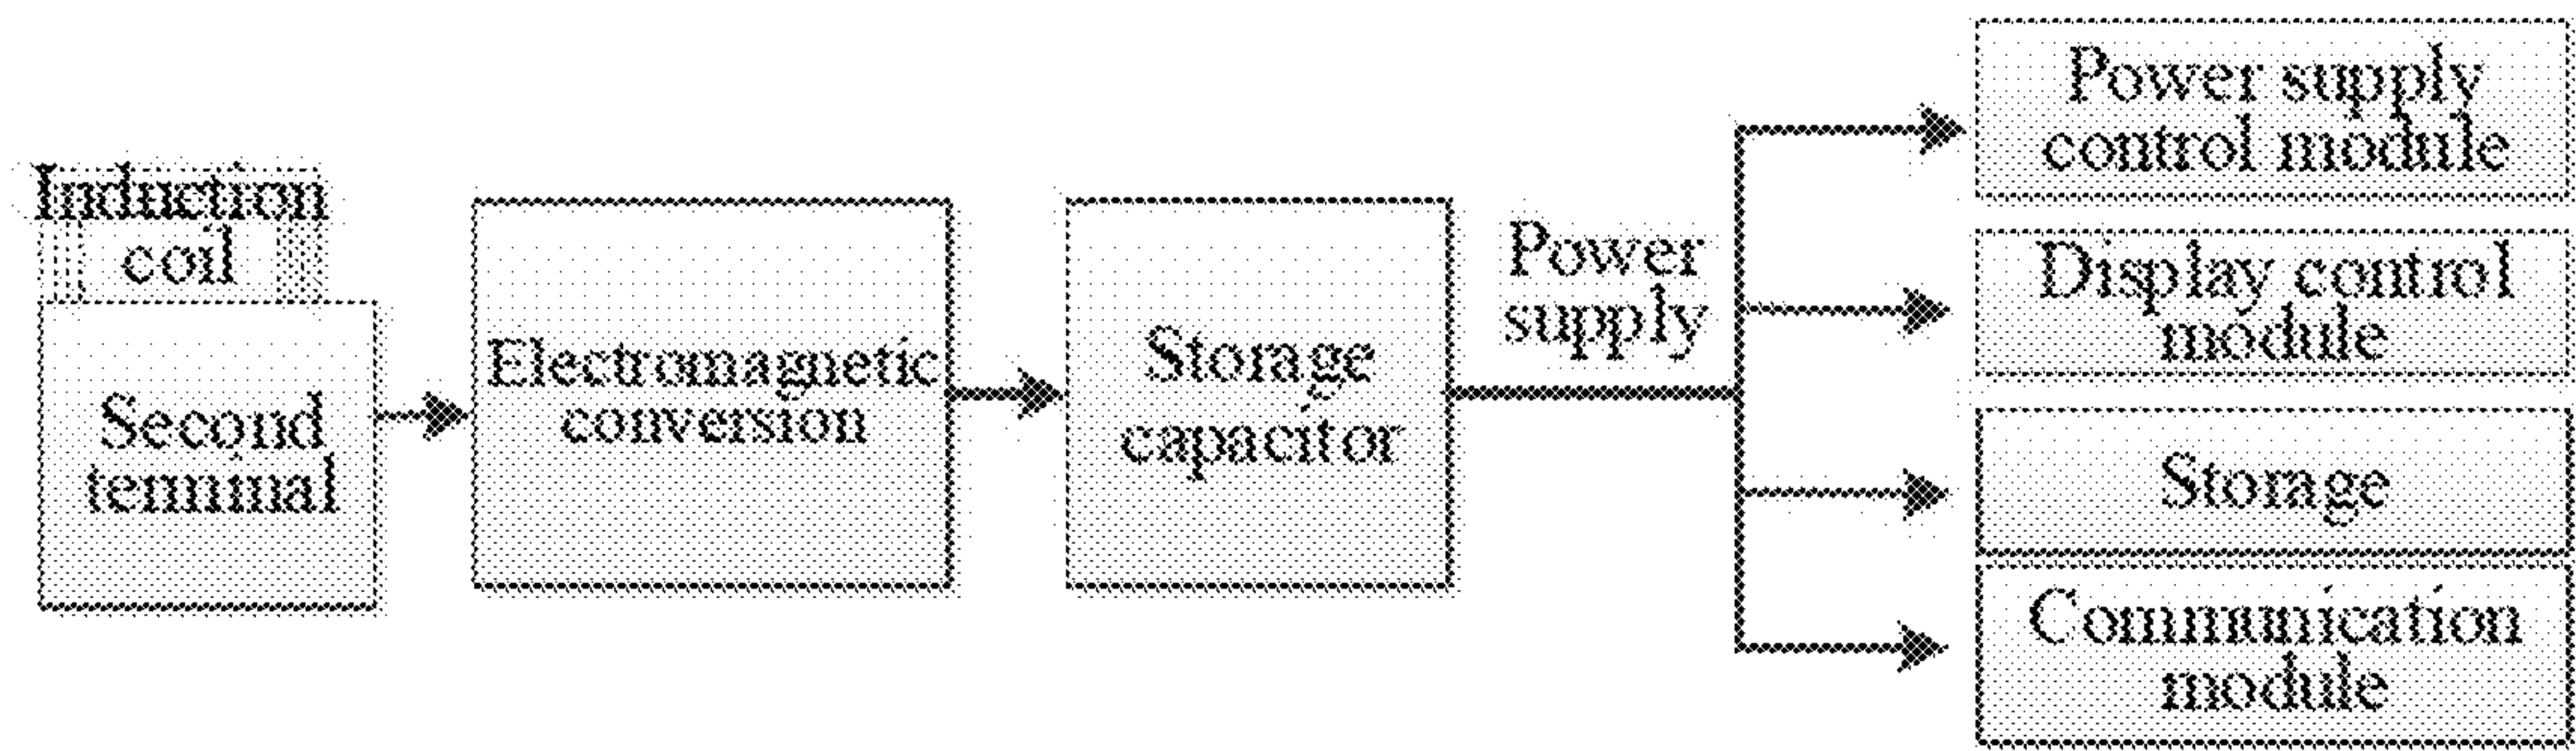 Induction
coil
Second
terminal
Electromagnetic
conversion
Storage
capacitor
Power
supply
Power supply
control module
Display control
module
Storage
Communication
module